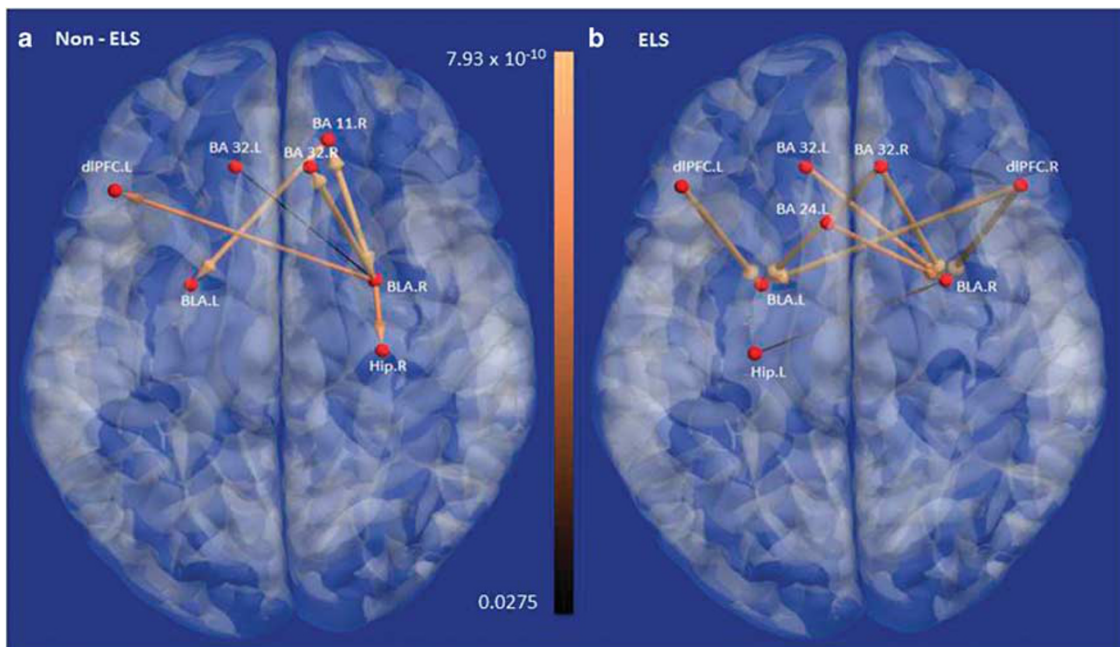 a Non - ELS
BA 11.R
BA 32.L
BA 32.R
dlPFC.L
BLA.L
BLA.R
Hip.R
7.93 x 10-10
0.0275
b ELS
BA 32.L
BA 32.R
dlPFC.L
dlPFC.R
BA 24.L
BLA.L
BLA.R
Hip.L